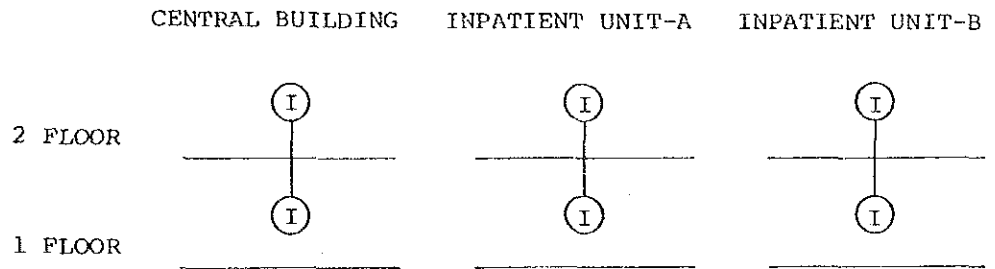 CENTRAL BUILDING INPATIENT UNIT-A INPATIENT UNIT-B
I I I
2 FLOOR
I I I
1 FLOOR